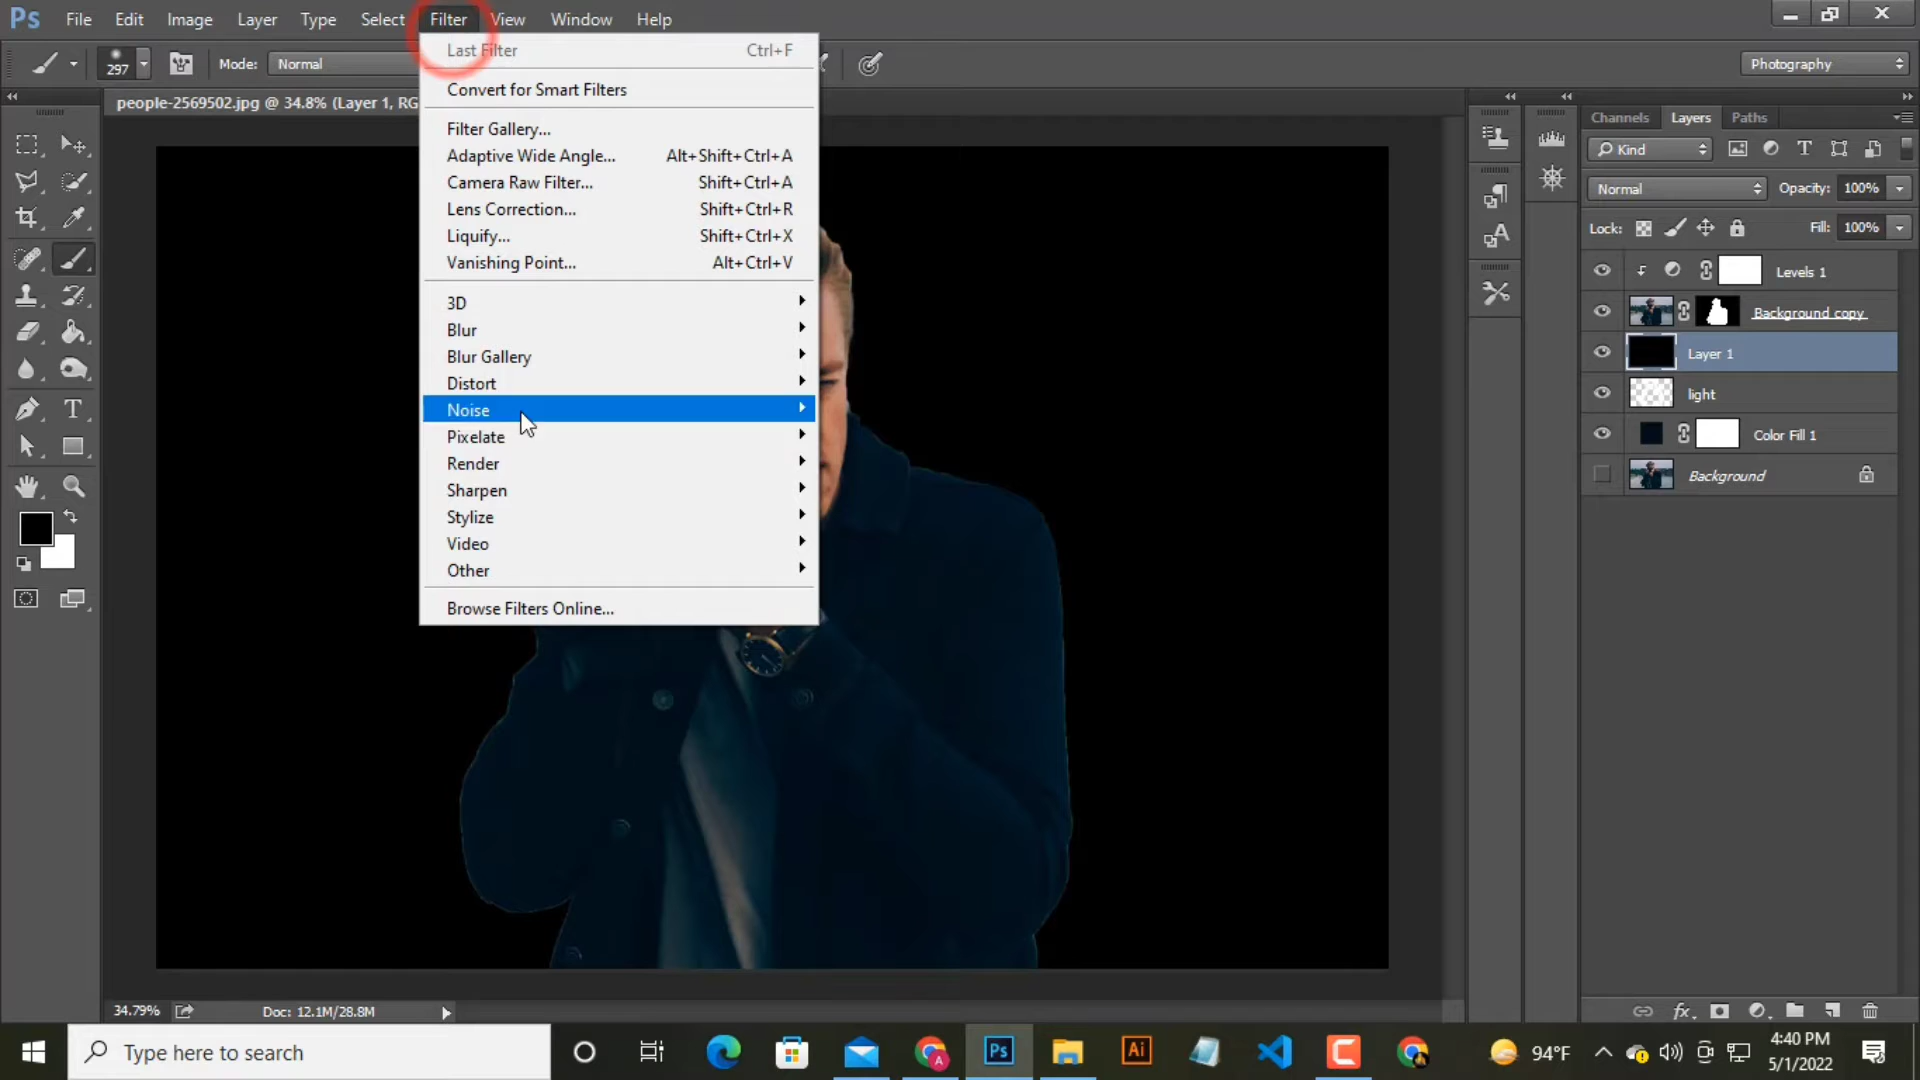 Ps File Edit Image Layer Type Select Filter View Window Help
297 Mode: Normal Photography
people-2569502.jpg @ 34.8% (Layer 1, RG
Last Filter Ctrl+F
Convert for Smart Filters
Filter Gallery...
Adaptive Wide Angle... Alt+Shift+Ctrl+A
Camera Raw Filter... Shift+Ctrl+A
Lens Correction... Shift+Ctrl+R
Liquify... Shift+Ctrl+X
Vanishing Point... Alt+Ctrl+V
3D
Blur
Blur Gallery
Distort
Noise
Pixelate
Render
Sharpen
Stylize
Video
Other
Browse Filters Online...
Channels Layers Paths
Kind
Normal Opacity: 100%
Lock: Fill: 100%
Levels 1
Background copy
Layer 1
light
Color Fill 1
Background
34.79% Doc: 12.1M/28.8M
Type here to search
Ps Ai
94°F
4:40 PM
5/1/2022